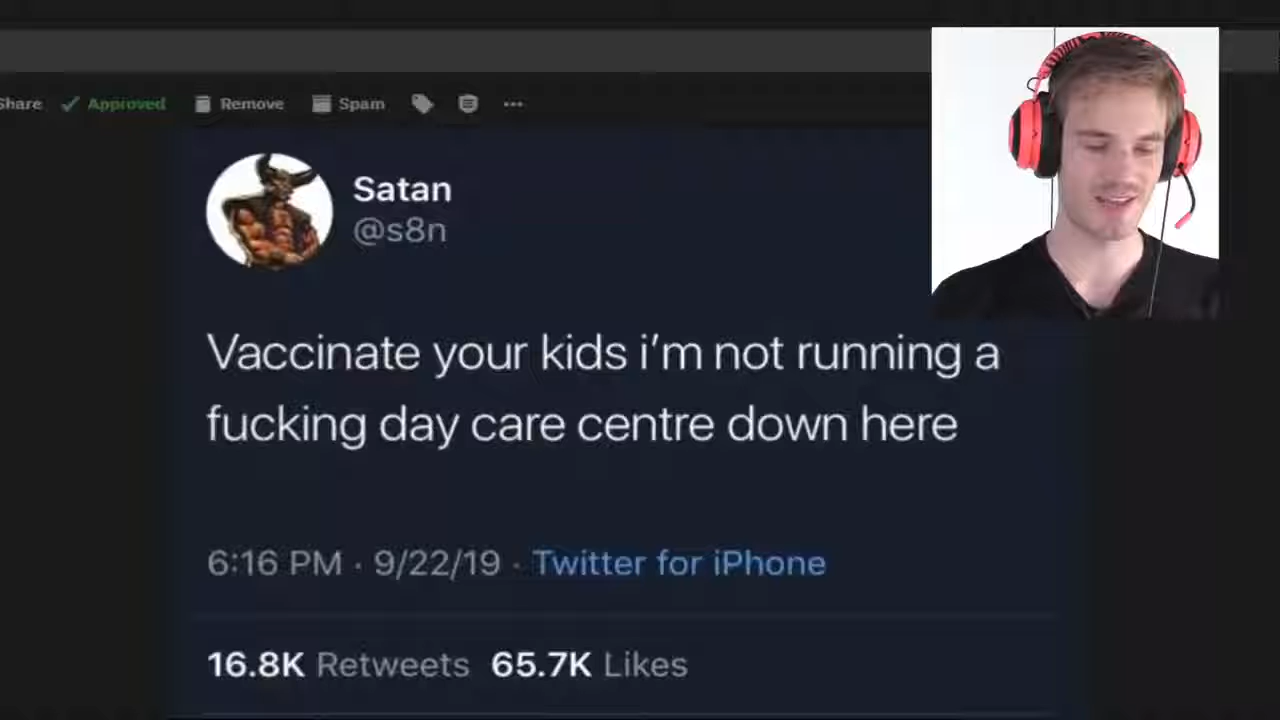 Share Approved Remove Spam ...
Satan
@s8n
Vaccinate your kids i'm not running a
fucking day care centre down here
6:16 PM · 9/22/19 · Twitter for iPhone
16.8K Retweets 65.7K Likes